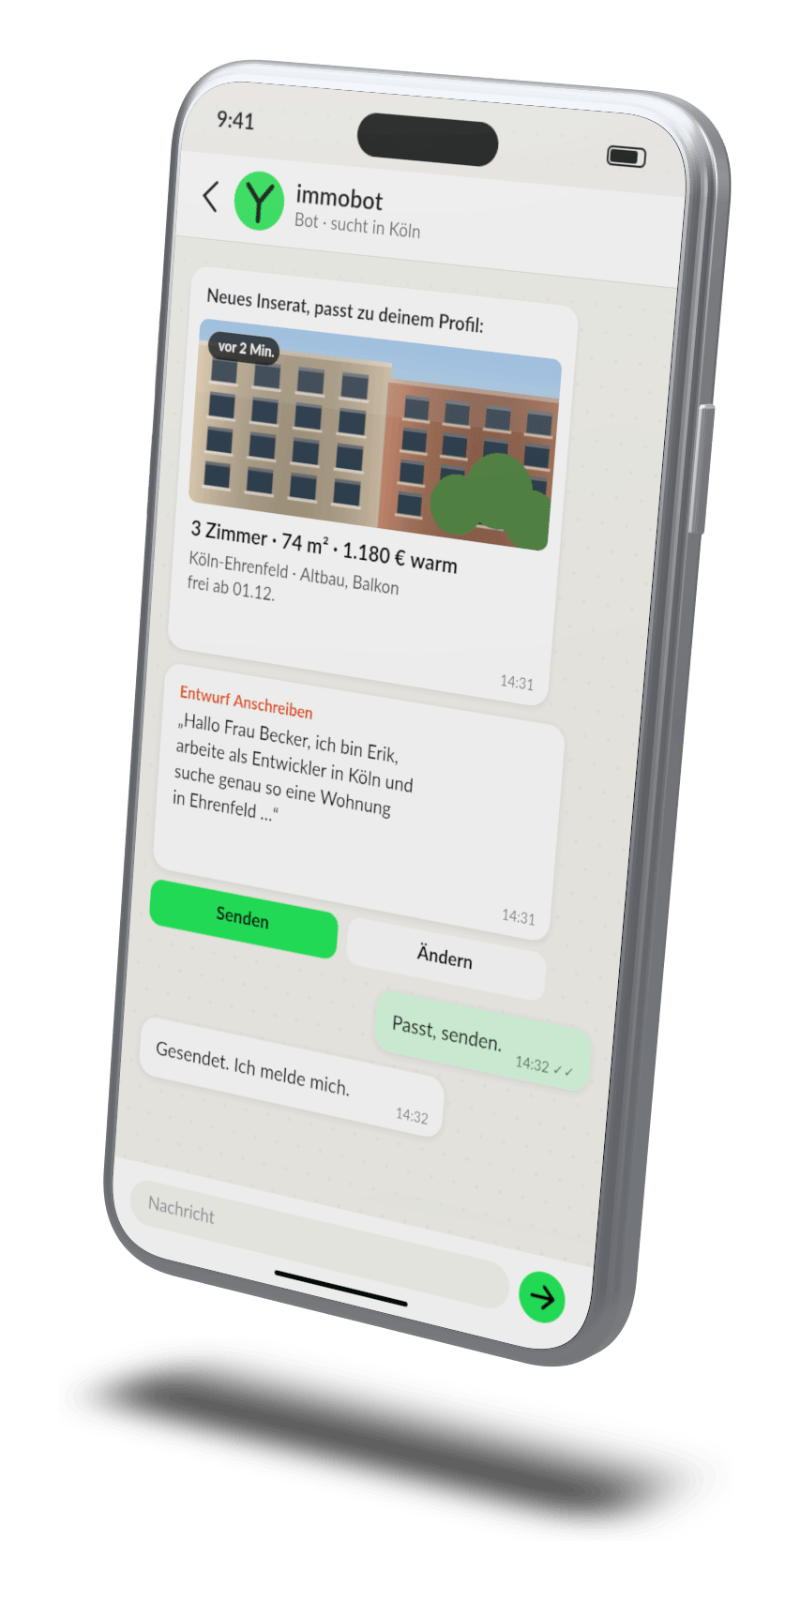 9:41
immobot
Bot · sucht in Köln
Neues Inserat, passt zu deinem Profil:
vor 2 Min.
3 Zimmer · 74 m² · 1.180 € warm
Köln-Ehrenfeld · Altbau, Balkon
frei ab 01.12.
14:31
Entwurf Anschreiben
„Hallo Frau Becker, ich bin Erik,
arbeite als Entwickler in Köln und
suche genau so eine Wohnung
in Ehrenfeld ...“
14:31
Senden
Ändern
Passt, senden.
14:32 ✓✓
Gesendet. Ich melde mich.
14:32
Nachricht